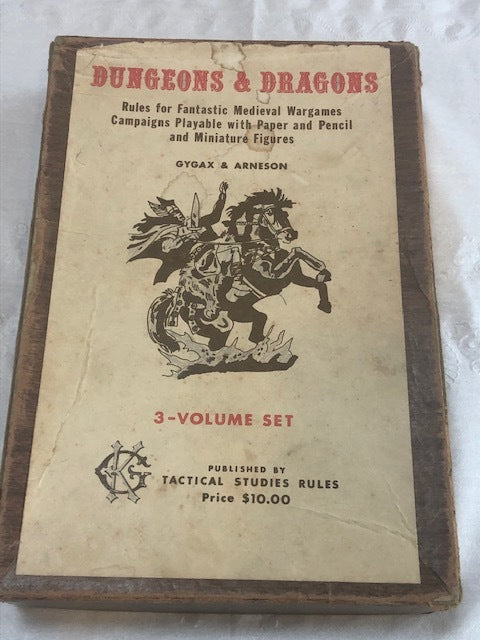 DUNGEONS & DRAGONS
Rules for Fantastic Medieval Wargames
Campaigns Playable with Paper and Pencil
and Miniature Figures
GYGAX & ARNESON
3-VOLUME SET
GK
PUBLISHED BY
TACTICAL STUDIES RULES
Price $10.00